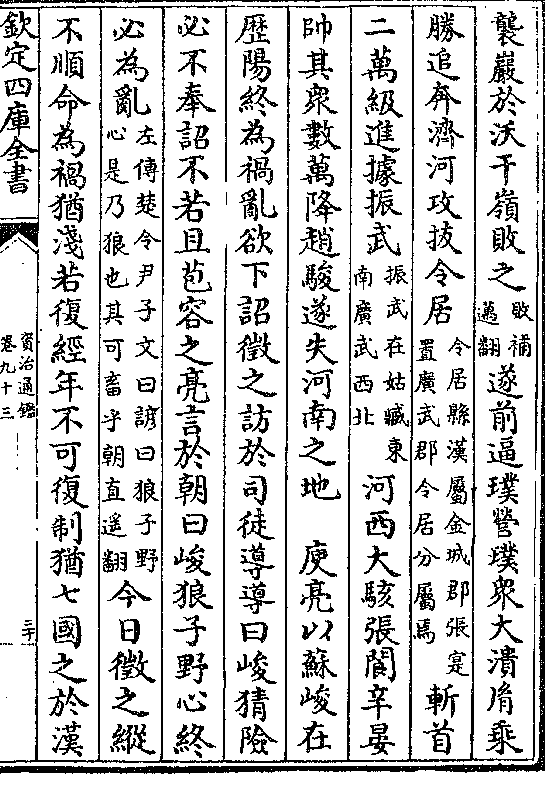 襲巖於沃干嶺敗之敗補邁翻遂前逼璞營璞衆大潰胤乘
勝追奔濟河攻拔令居令居縣漢屬金城郡張寔置廣武郡令居分屬焉斬首
二萬級進據振武振武在姑臧東南廣武西北河西大駭張閬辛晏
帥其衆數萬降趙駿遂失河南之地　庾亮以蘇峻在
歴陽終為禍亂欲下詔徵之訪於司徒導導曰峻猜險
必不奉詔不若且苞容之亮言於朝曰峻狼子野心終
必為亂左傳楚令尹子文曰諺曰狼子野心是乃狼也其可畜乎朝直遥翻今日徵之縱
不順命為禍猶淺若復經年不可復制猶七國之於漢
欽定四庫全書
資治通鑑
卷九十三
三十